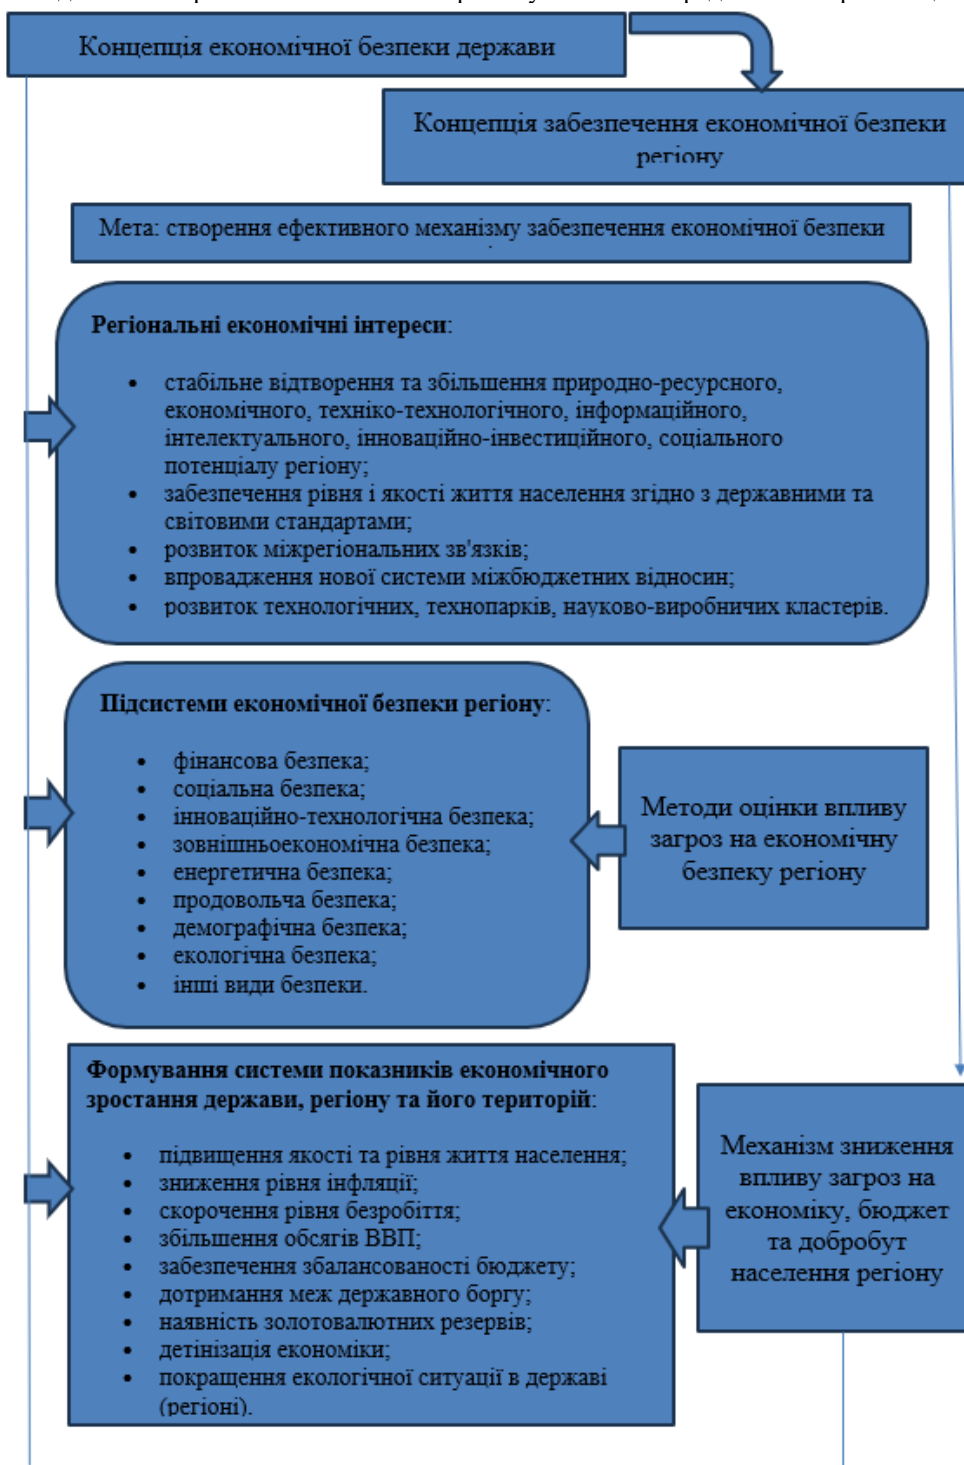 Концепція економічної безпеки держави
Концепція забезпечення економічної безпеки
регіону
Мета: створення ефективного механізму забезпечення економічної безпеки
Регіональні економічні інтереси:
• стабільне відтворення та збільшення природно-ресурсного,
економічного, техніко-технологічного, інформаційного,
інтелектуального, інноваційно-інвестиційного, соціального
потенціалу регіону;
• забезпечення рівня і якості життя населення згідно з державними та
світовими стандартами;
• розвиток міжрегіональних зв'язків;
• впровадження нової системи міжбюджетних відносин;
• розвиток технологічних, технопарків, науково-виробничих кластерів.
Підсистеми економічної безпеки регіону:
• фінансова безпека;
• соціальна безпека;
• інноваційно-технологічна безпека;
• зовнішньоекономічна безпека;
• енергетична безпека;
• продовольча безпека;
• демографічна безпека;
• екологічна безпека;
• інші види безпеки.
Методи оцінки впливу
загроз на економічну
безпеку регіону
Формування системи показників економічного
зростання держави, регіону та його територій:
• підвищення якості та рівня життя населення;
• зниження рівня інфляції;
• скорочення рівня безробіття;
• збільшення обсягів ВВП;
• забезпечення збалансованості бюджету;
• дотримання меж державного боргу;
• наявність золотовалютних резервів;
• детінізація економіки;
• покращення екологічної ситуації в державі
(регіоні).
Механізм зниження
впливу загроз на
економіку, бюджет
та добробут
населення регіону